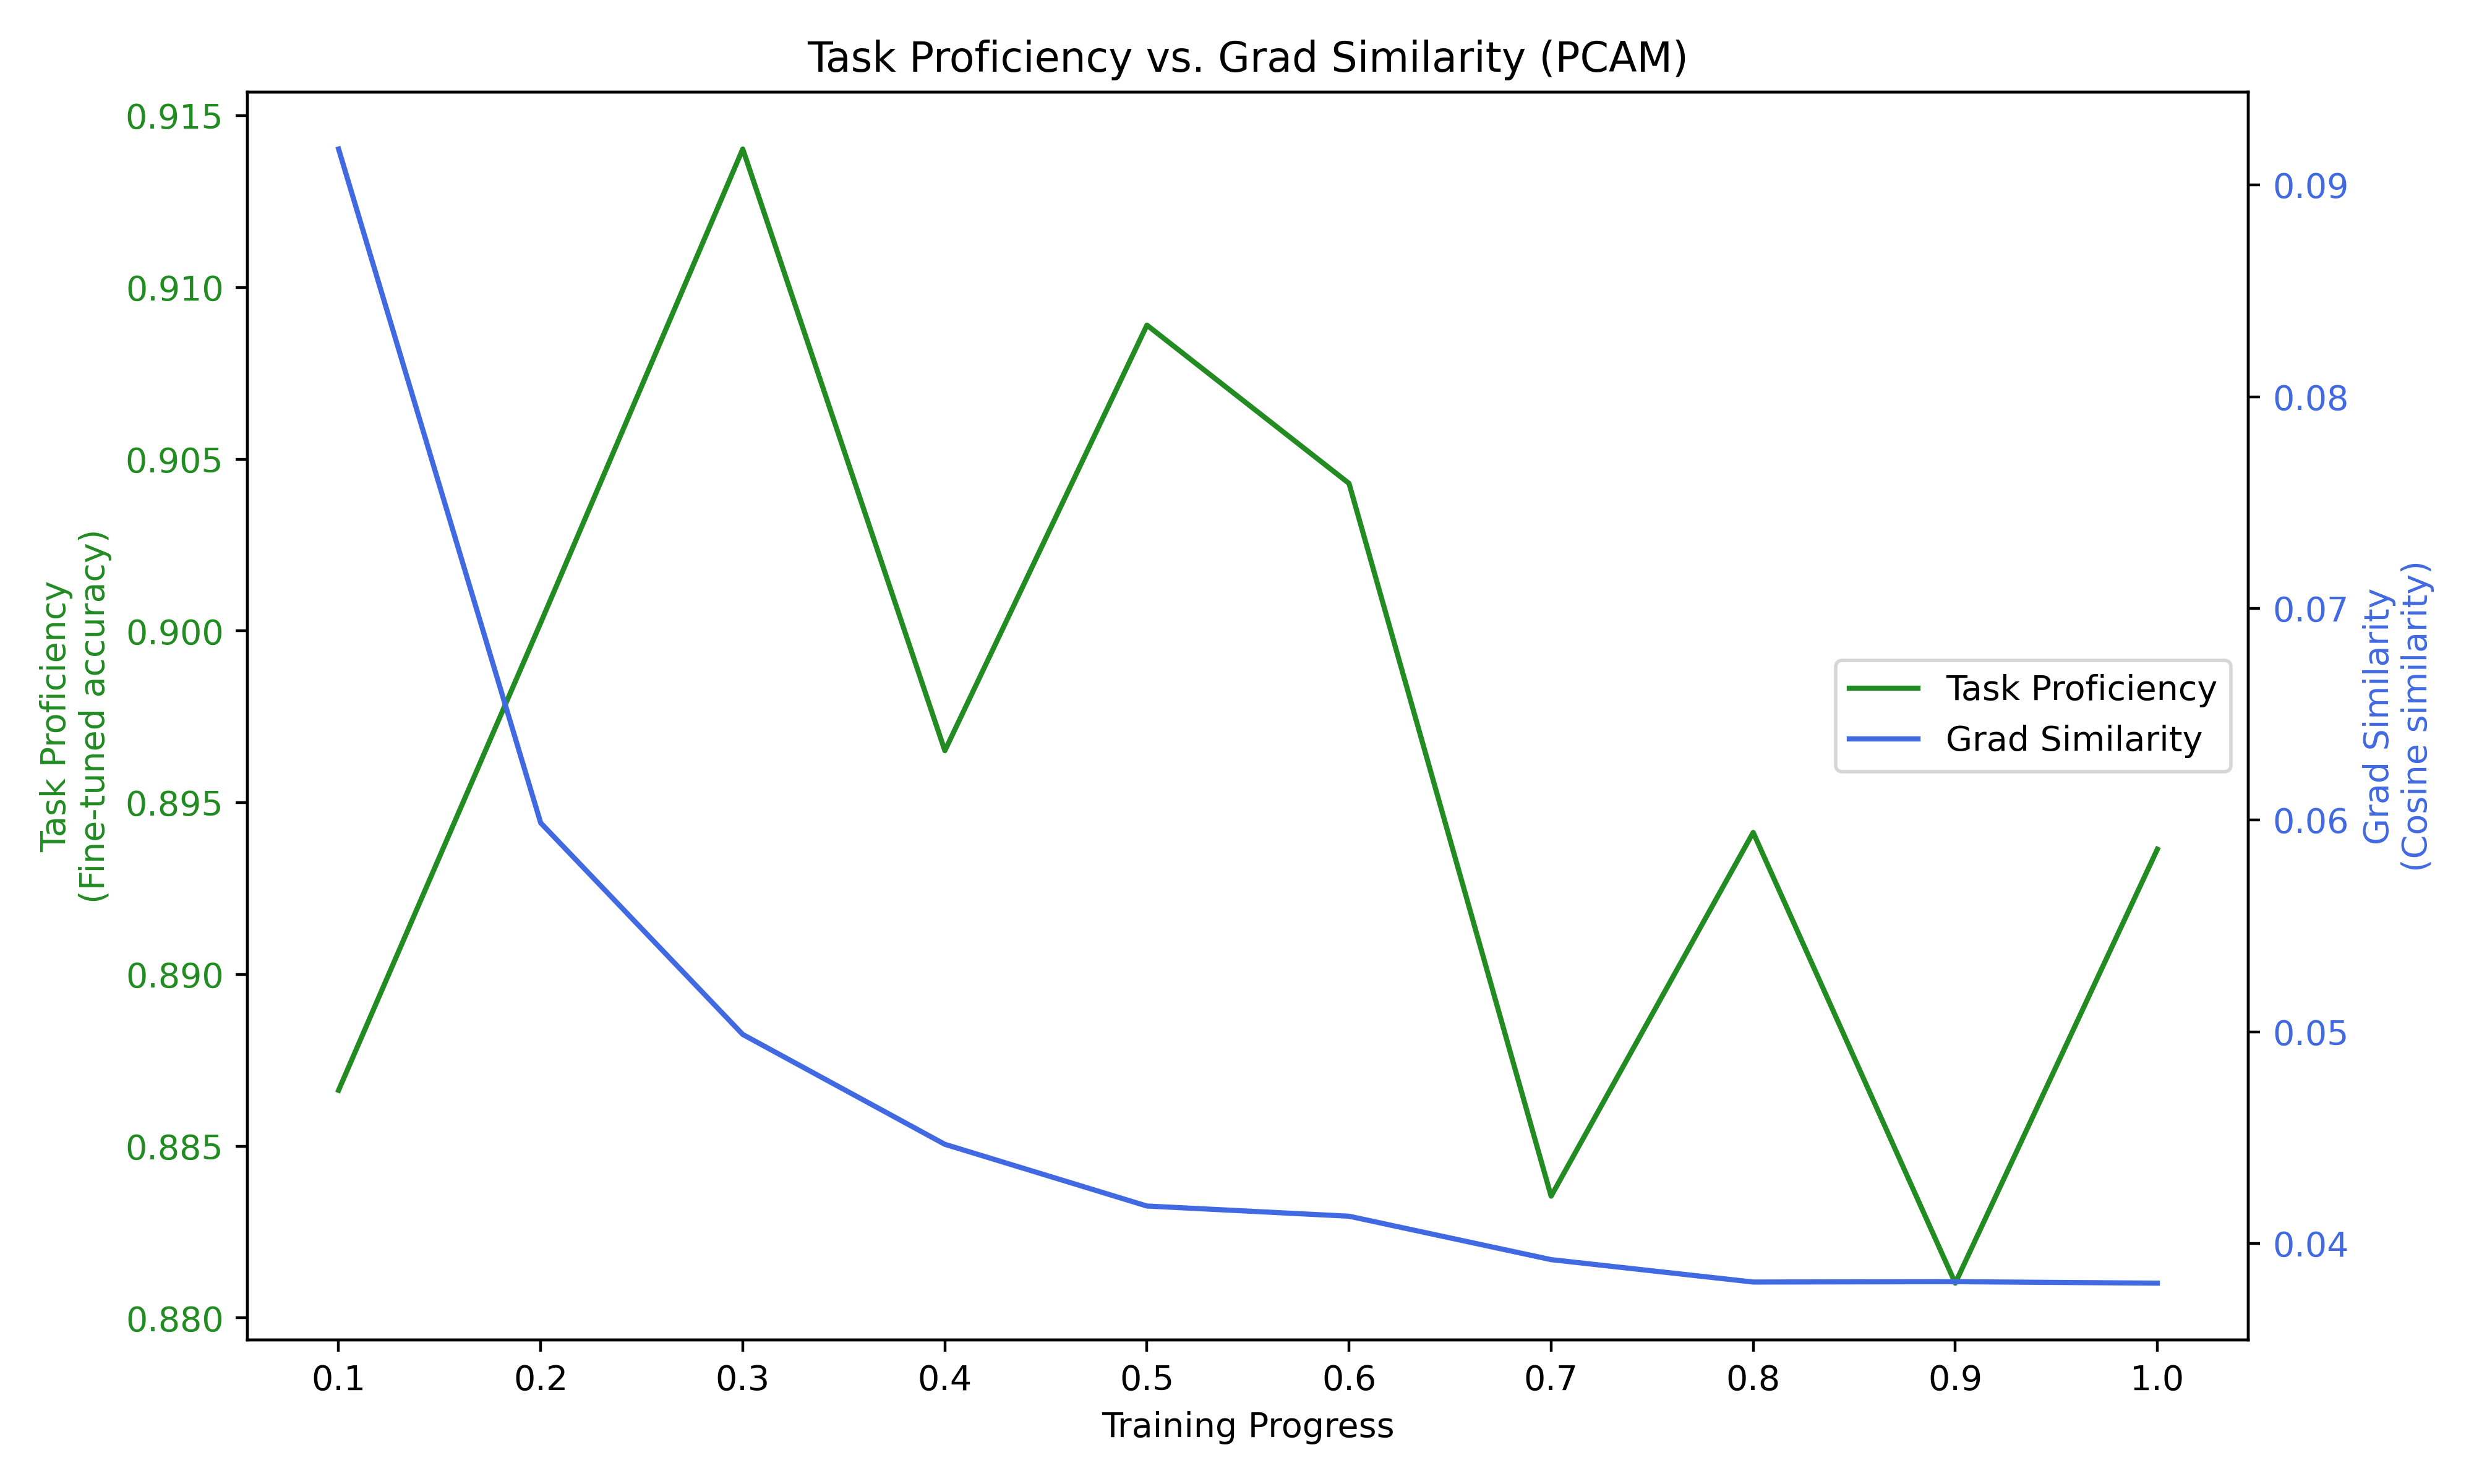 Task Proficiency vs. Grad Similarity (PCAM)
0.915
0.910
0.905
0.900
0.895
0.890
0.885
0.880
Task Proficiency
(Fine-tuned accuracy)
0.09
0.08
0.07
0.06
0.05
0.04
Grad Similarity
(Cosine similarity)
Task Proficiency
Grad Similarity
0.1 0.2 0.3 0.4 0.5 0.6 0.7 0.8 0.9 1.0
Training Progress